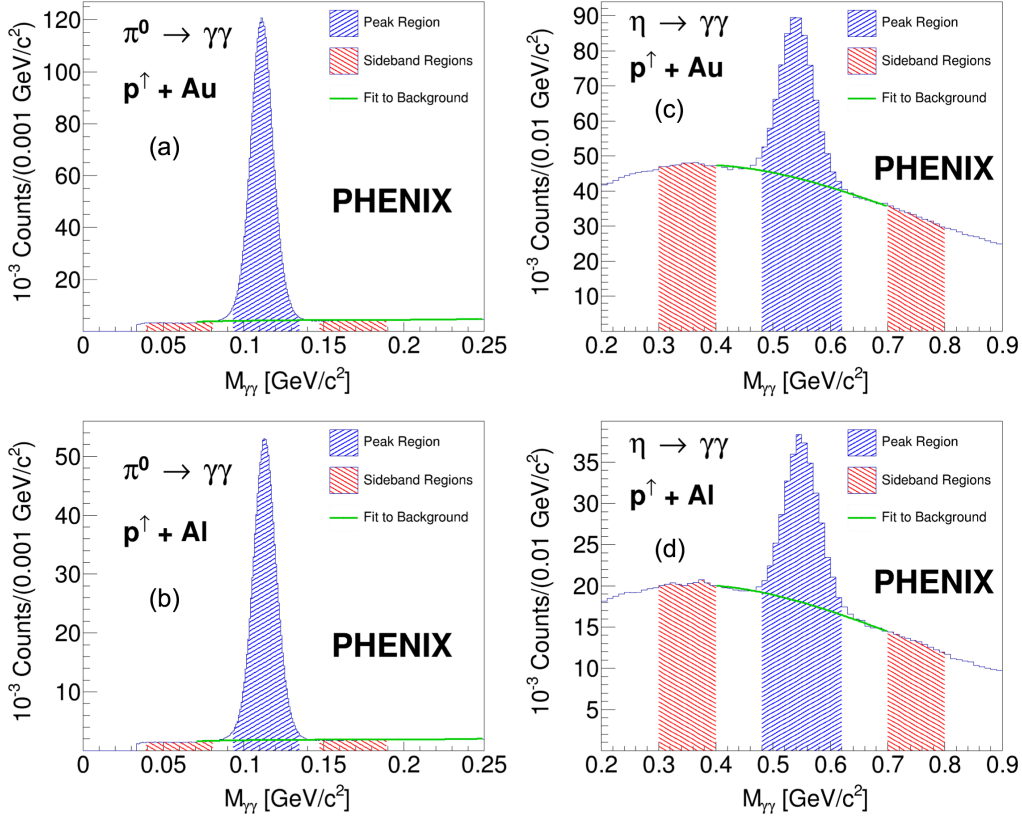 10⁻³ Counts/(0.001 GeV/c²)
120
100
80
60
40
20
π⁰ → γγ
p↑ + Au
(a)
Peak Region
Sideband Regions
Fit to Background
PHENIX
0 0.05 0.1 0.15 0.2 0.25
Mγγ [GeV/c²]
10⁻³ Counts/(0.01 GeV/c²)
90
80
70
60
50
40
30
20
10
η → γγ
p↑ + Au
(c)
Peak Region
Sideband Regions
Fit to Background
PHENIX
0.2 0.3 0.4 0.5 0.6 0.7 0.8 0.9
Mγγ [GeV/c²]
10⁻³ Counts/(0.001 GeV/c²)
50
40
30
20
10
π⁰ → γγ
p↑ + Al
(b)
Peak Region
Sideband Regions
Fit to Background
PHENIX
0 0.05 0.1 0.15 0.2 0.25
Mγγ [GeV/c²]
10⁻³ Counts/(0.01 GeV/c²)
35
30
25
20
15
10
5
η → γγ
p↑ + Al
(d)
Peak Region
Sideband Regions
Fit to Background
PHENIX
0.2 0.3 0.4 0.5 0.6 0.7 0.8 0.9
Mγγ [GeV/c²]